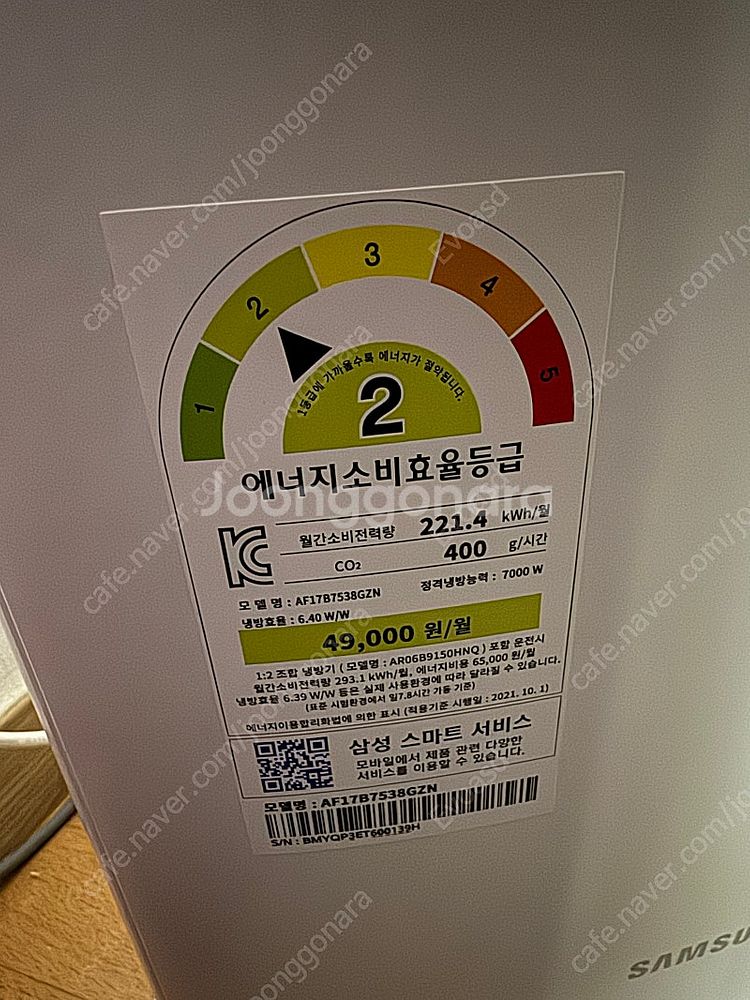 1
2
3
4
5
1등급에 가까울수록 에너지가 절약됩니다.
2
에너지소비효율등급
월간소비전력량 221.4 kWh/월
CO₂ 400 g/시간
모 델 명 : AF17B7538GZN
정격냉방능력 : 7000 W
냉방효율 : 6.40 W/W
49,000 원/월
1:2 조합 냉방기 ( 모델명 : AR06B9150HNQ ) 포함 운전시
월간소비전력량 293.1 kWh/월, 에너지비용 65,000 원/월
냉방효율 6.39 W/W 등은 실제 사용환경에 따라 달라질 수 있습니다.
(표준 시험환경에서 일7.8시간 가동 기준)
에너지이용합리화법에 의한 표시 (적용기준 시행일 : 2021. 10. 1)
삼성 스마트 서비스
모바일에서 제품 관련 다양한
서비스를 이용할 수 있습니다.
모델명 : AF17B7538GZN
S/N : BMYQP3ET600139H
SAMSU
Joonggonara
cafe.naver.com/joonggonara
Evoasd